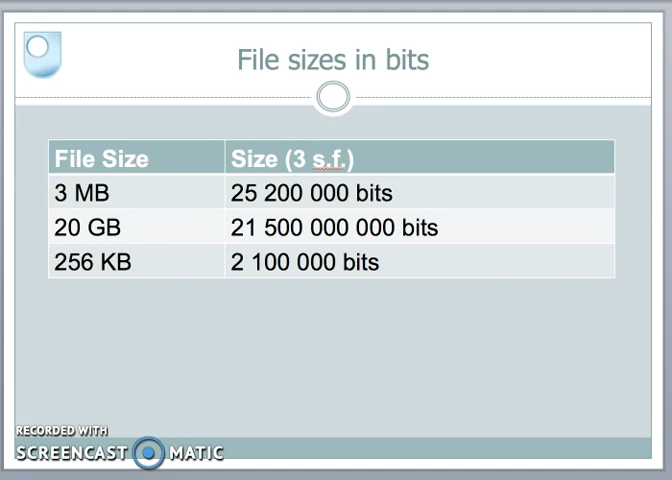 File sizes in bits
File Size Size (3 s.f.)
3 MB 25 200 000 bits
20 GB 21 500 000 000 bits
256 KB 2 100 000 bits
RECORDED WITH
SCREENCAST MATIC